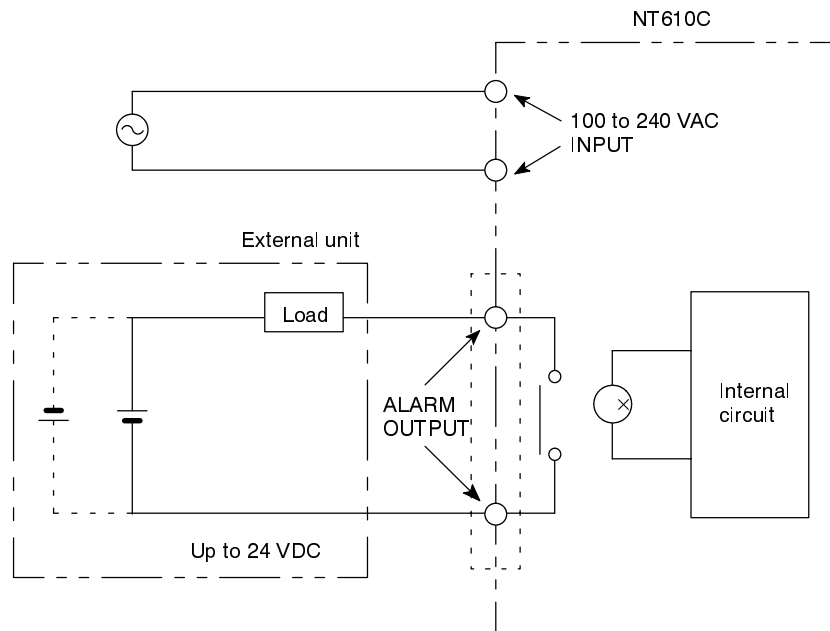 NT610C
100 to 240 VAC
INPUT
External unit
Load
ALARM
OUTPUT
Internal
circuit
Up to 24 VDC